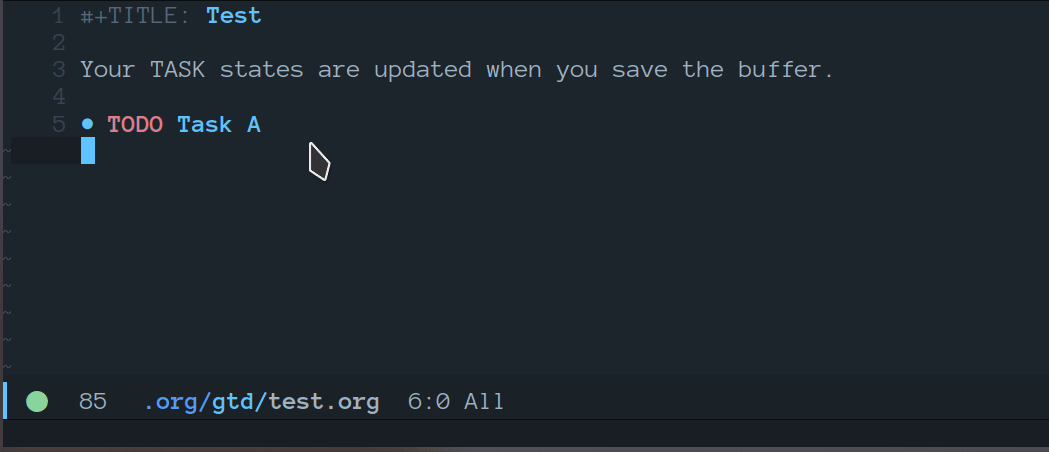 1 #+TITLE: Test
2
3 Your TASK states are updated when you save the buffer.
4
5 • TODO Task A
~
~
~
~
~
~
~
~
~
85 .org/gtd/test.org 6:0 All